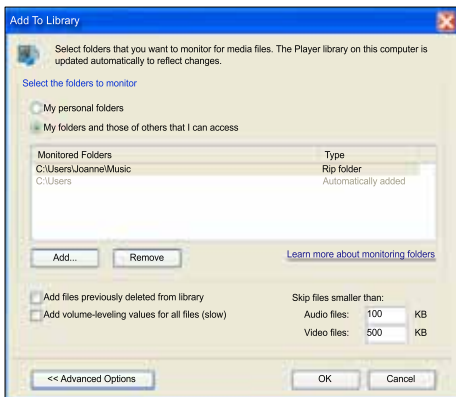 Add To Library
Select folders that you want to monitor for media files. The Player library on this computer is
updated automatically to reflect changes.
Select the folders to monitor
My personal folders
My folders and those of others that I can access
Monitored Folders Type
C:\Users\Joanne\Music Rip folder
C:\Users Automatically added
Add... Remove Learn more about monitoring folders
Add files previously deleted from library Skip files smaller than:
Add volume-leveling values for all files (slow) Audio files: 100 KB
Video files: 500 KB
<< Advanced Options OK Cancel